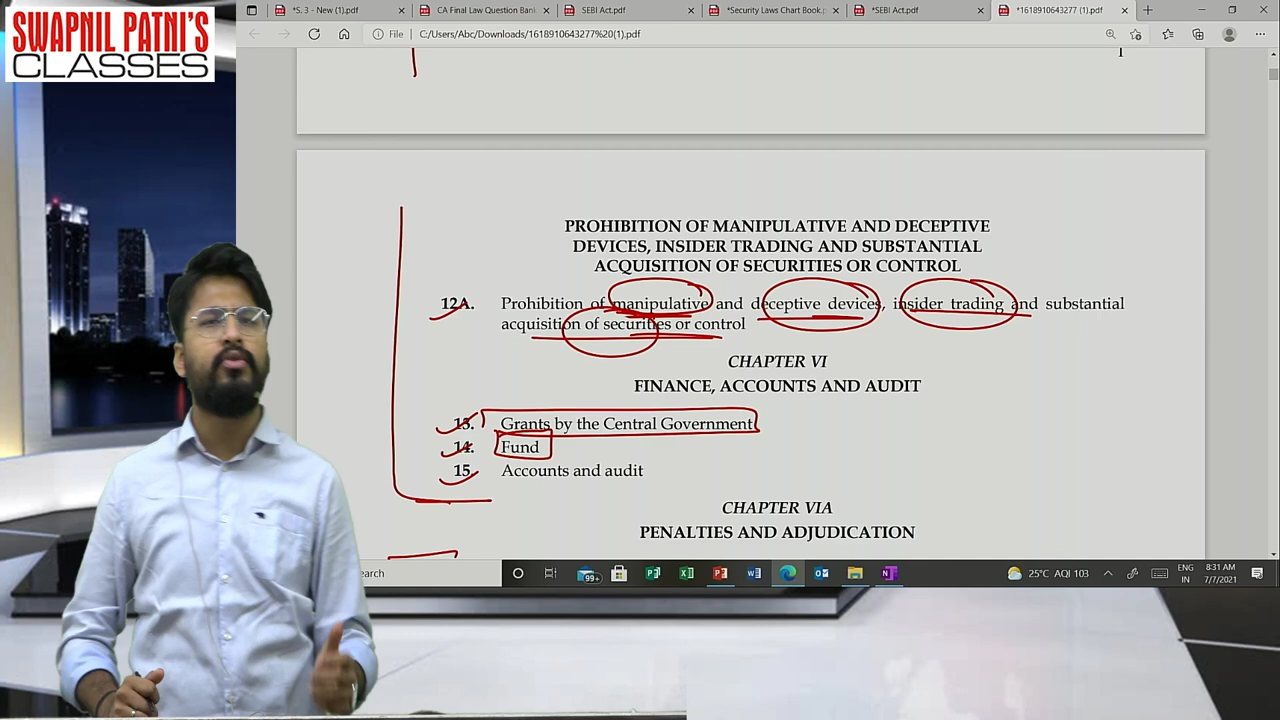 SWAPNIL PATNI'S
CLASSES
*S. 3 - New (1).pdf
CA Final Law Question Bank
SEBI Act.pdf
*Security Laws Chart Book.p
*SEBI Act.pdf
*1618910643277 (1).pdf
File
C:/Users/Abc/Downloads/1618910643277%20(1).pdf
1
PROHIBITION OF MANIPULATIVE AND DECEPTIVE
DEVICES, INSIDER TRADING AND SUBSTANTIAL
ACQUISITION OF SECURITIES OR CONTROL
12A. Prohibition of manipulative and deceptive devices, insider trading and substantial
acquisition of securities or control
CHAPTER VI
FINANCE, ACCOUNTS AND AUDIT
13. Grants by the Central Government
14. Fund
15. Accounts and audit
CHAPTER VIA
PENALTIES AND ADJUDICATION
earch
99+
25°C AQI 103
ENG
IN
8:31 AM
7/7/2021